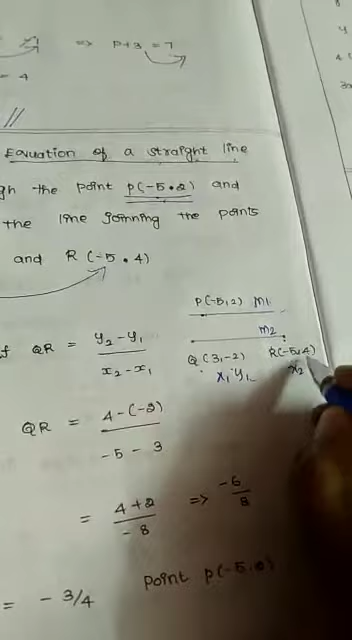 => P+3 = 7
= 4
//
Equation of a straight line
the point P(-5,2) and
the line joinning the points
and R (-5,4)
P(-5,2) m1
m2
QR = y2-y1 / x2-x1
Q(3,-2) R(-5,4)
x1 y1 x2
QR = 4-(-2) / -5-3
= 4+2 / -8 => -6/8
point P(-5,2)
= -3/4